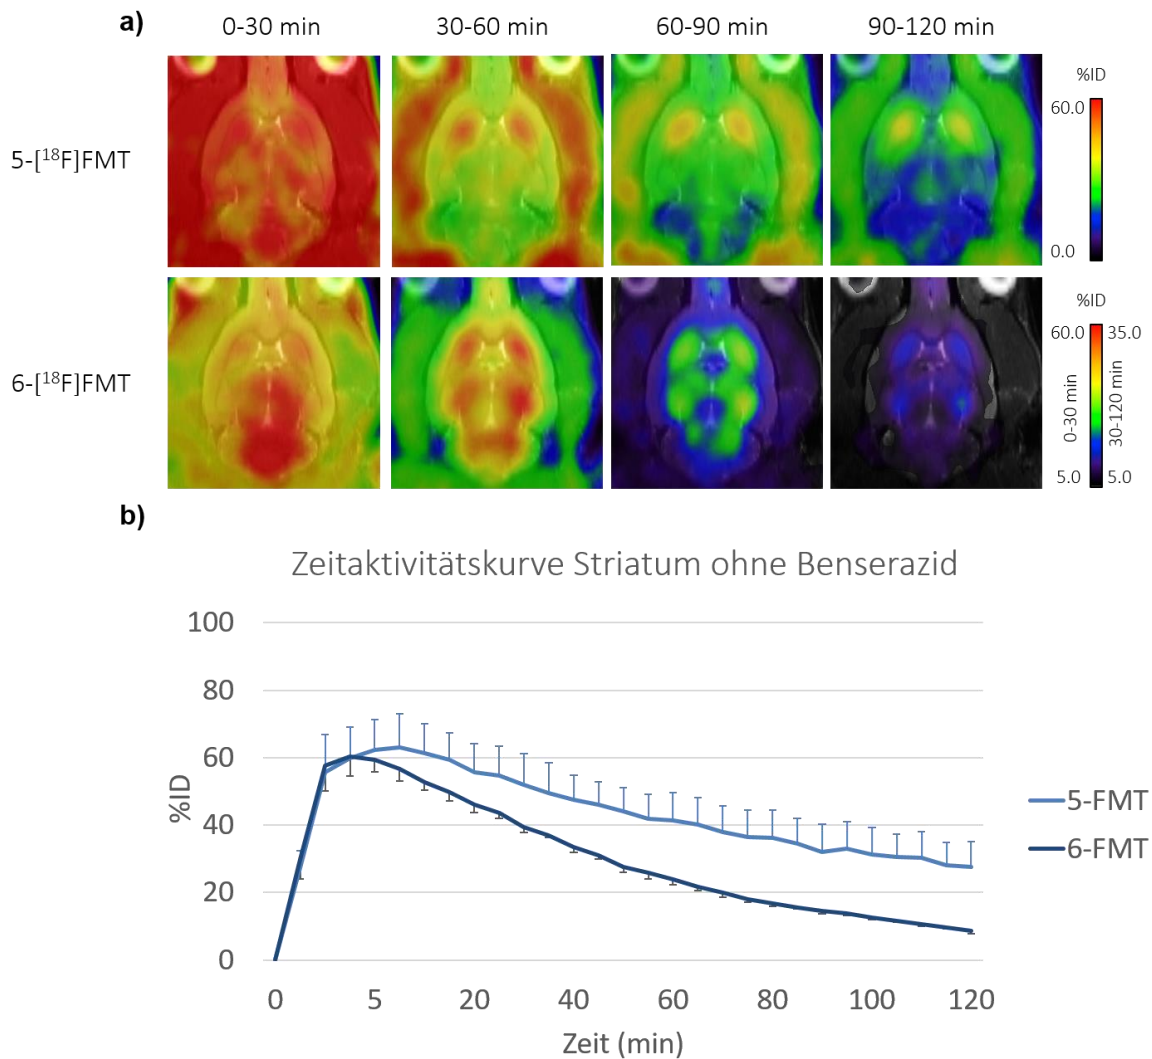 a)
0-30 min 30-60 min 60-90 min 90-120 min
5-[¹⁸F]FMT
%ID
60.0
0.0
6-[¹⁸F]FMT
%ID
60.0 35.0
0-30 min
30-120 min
5.0 5.0
b)
Zeitaktivitätskurve Striatum ohne Benserazid
%ID
100
80
60
40
20
0
0 5 20 40 60 80 100 120
Zeit (min)
5-FMT
6-FMT